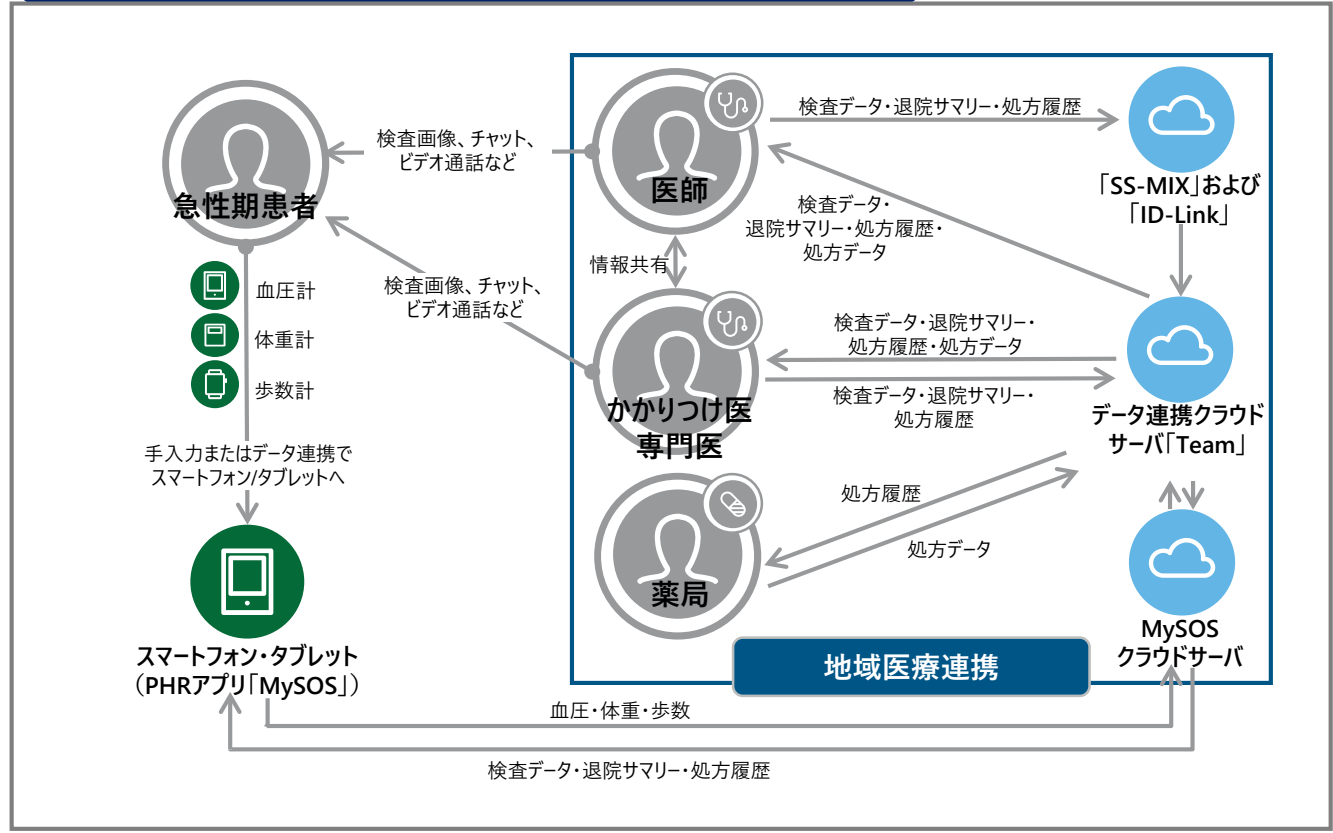 検査データ・退院サマリー・処方履歴
検査画像、チャット、
ビデオ通話など
急性期患者
医師
「SS-MIX」および
「ID-Link」
検査データ・
退院サマリー・処方履歴・
処方データ
情報共有
血圧計
体重計
歩数計
検査画像、チャット、
ビデオ通話など
検査データ・退院サマリー・
処方履歴・処方データ
検査データ・退院サマリー・
処方履歴
かかりつけ医
専門医
データ連携クラウド
サーバ「Team」
手入力またはデータ連携で
スマートフォン/タブレットへ
処方履歴
処方データ
薬局
MySOS
クラウドサーバ
スマートフォン・タブレット
（PHRアプリ「MySOS」）
地域医療連携
血圧・体重・歩数
検査データ・退院サマリー・処方履歴